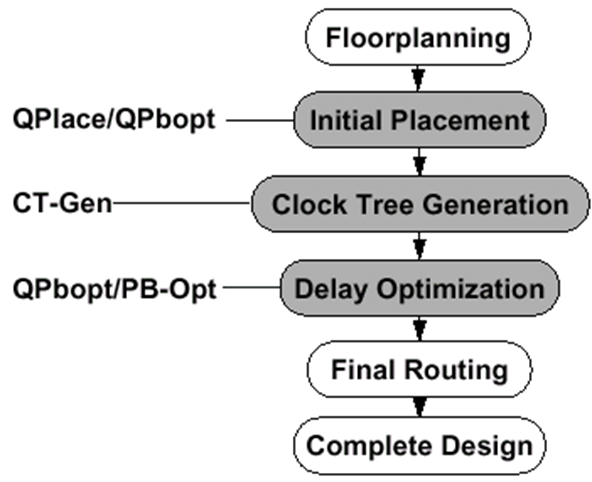 Floorplanning
QPlace/QPbopt
Initial Placement
CT-Gen
Clock Tree Generation
QPbopt/PB-Opt
Delay Optimization
Final Routing
Complete Design